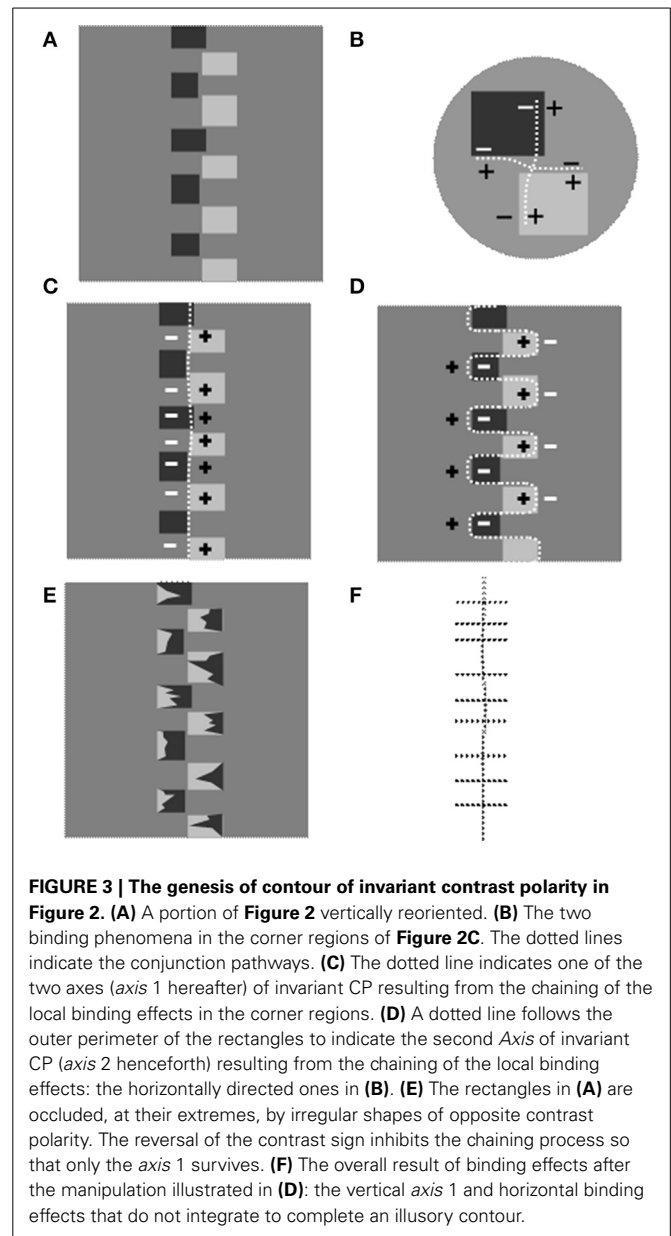 A
B
C
D
E
F
FIGURE 3 | The genesis of contour of invariant contrast polarity in
Figure 2. (A) A portion of Figure 2 vertically reoriented. (B) The two
binding phenomena in the corner regions of Figure 2C. The dotted lines
indicate the conjunction pathways. (C) The dotted line indicates one of the
two axes (axis 1 hereafter) of invariant CP resulting from the chaining of the
local binding effects in the corner regions. (D) A dotted line follows the
outer perimeter of the rectangles to indicate the second Axis of invariant
CP (axis 2 henceforth) resulting from the chaining of the local binding
effects: the horizontally directed ones in (B). (E) The rectangles in (A) are
occluded, at their extremes, by irregular shapes of opposite contrast
polarity. The reversal of the contrast sign inhibits the chaining process so
that only the axis 1 survives. (F) The overall result of binding effects after
the manipulation illustrated in (D): the vertical axis 1 and horizontal binding
effects that do not integrate to complete an illusory contour.